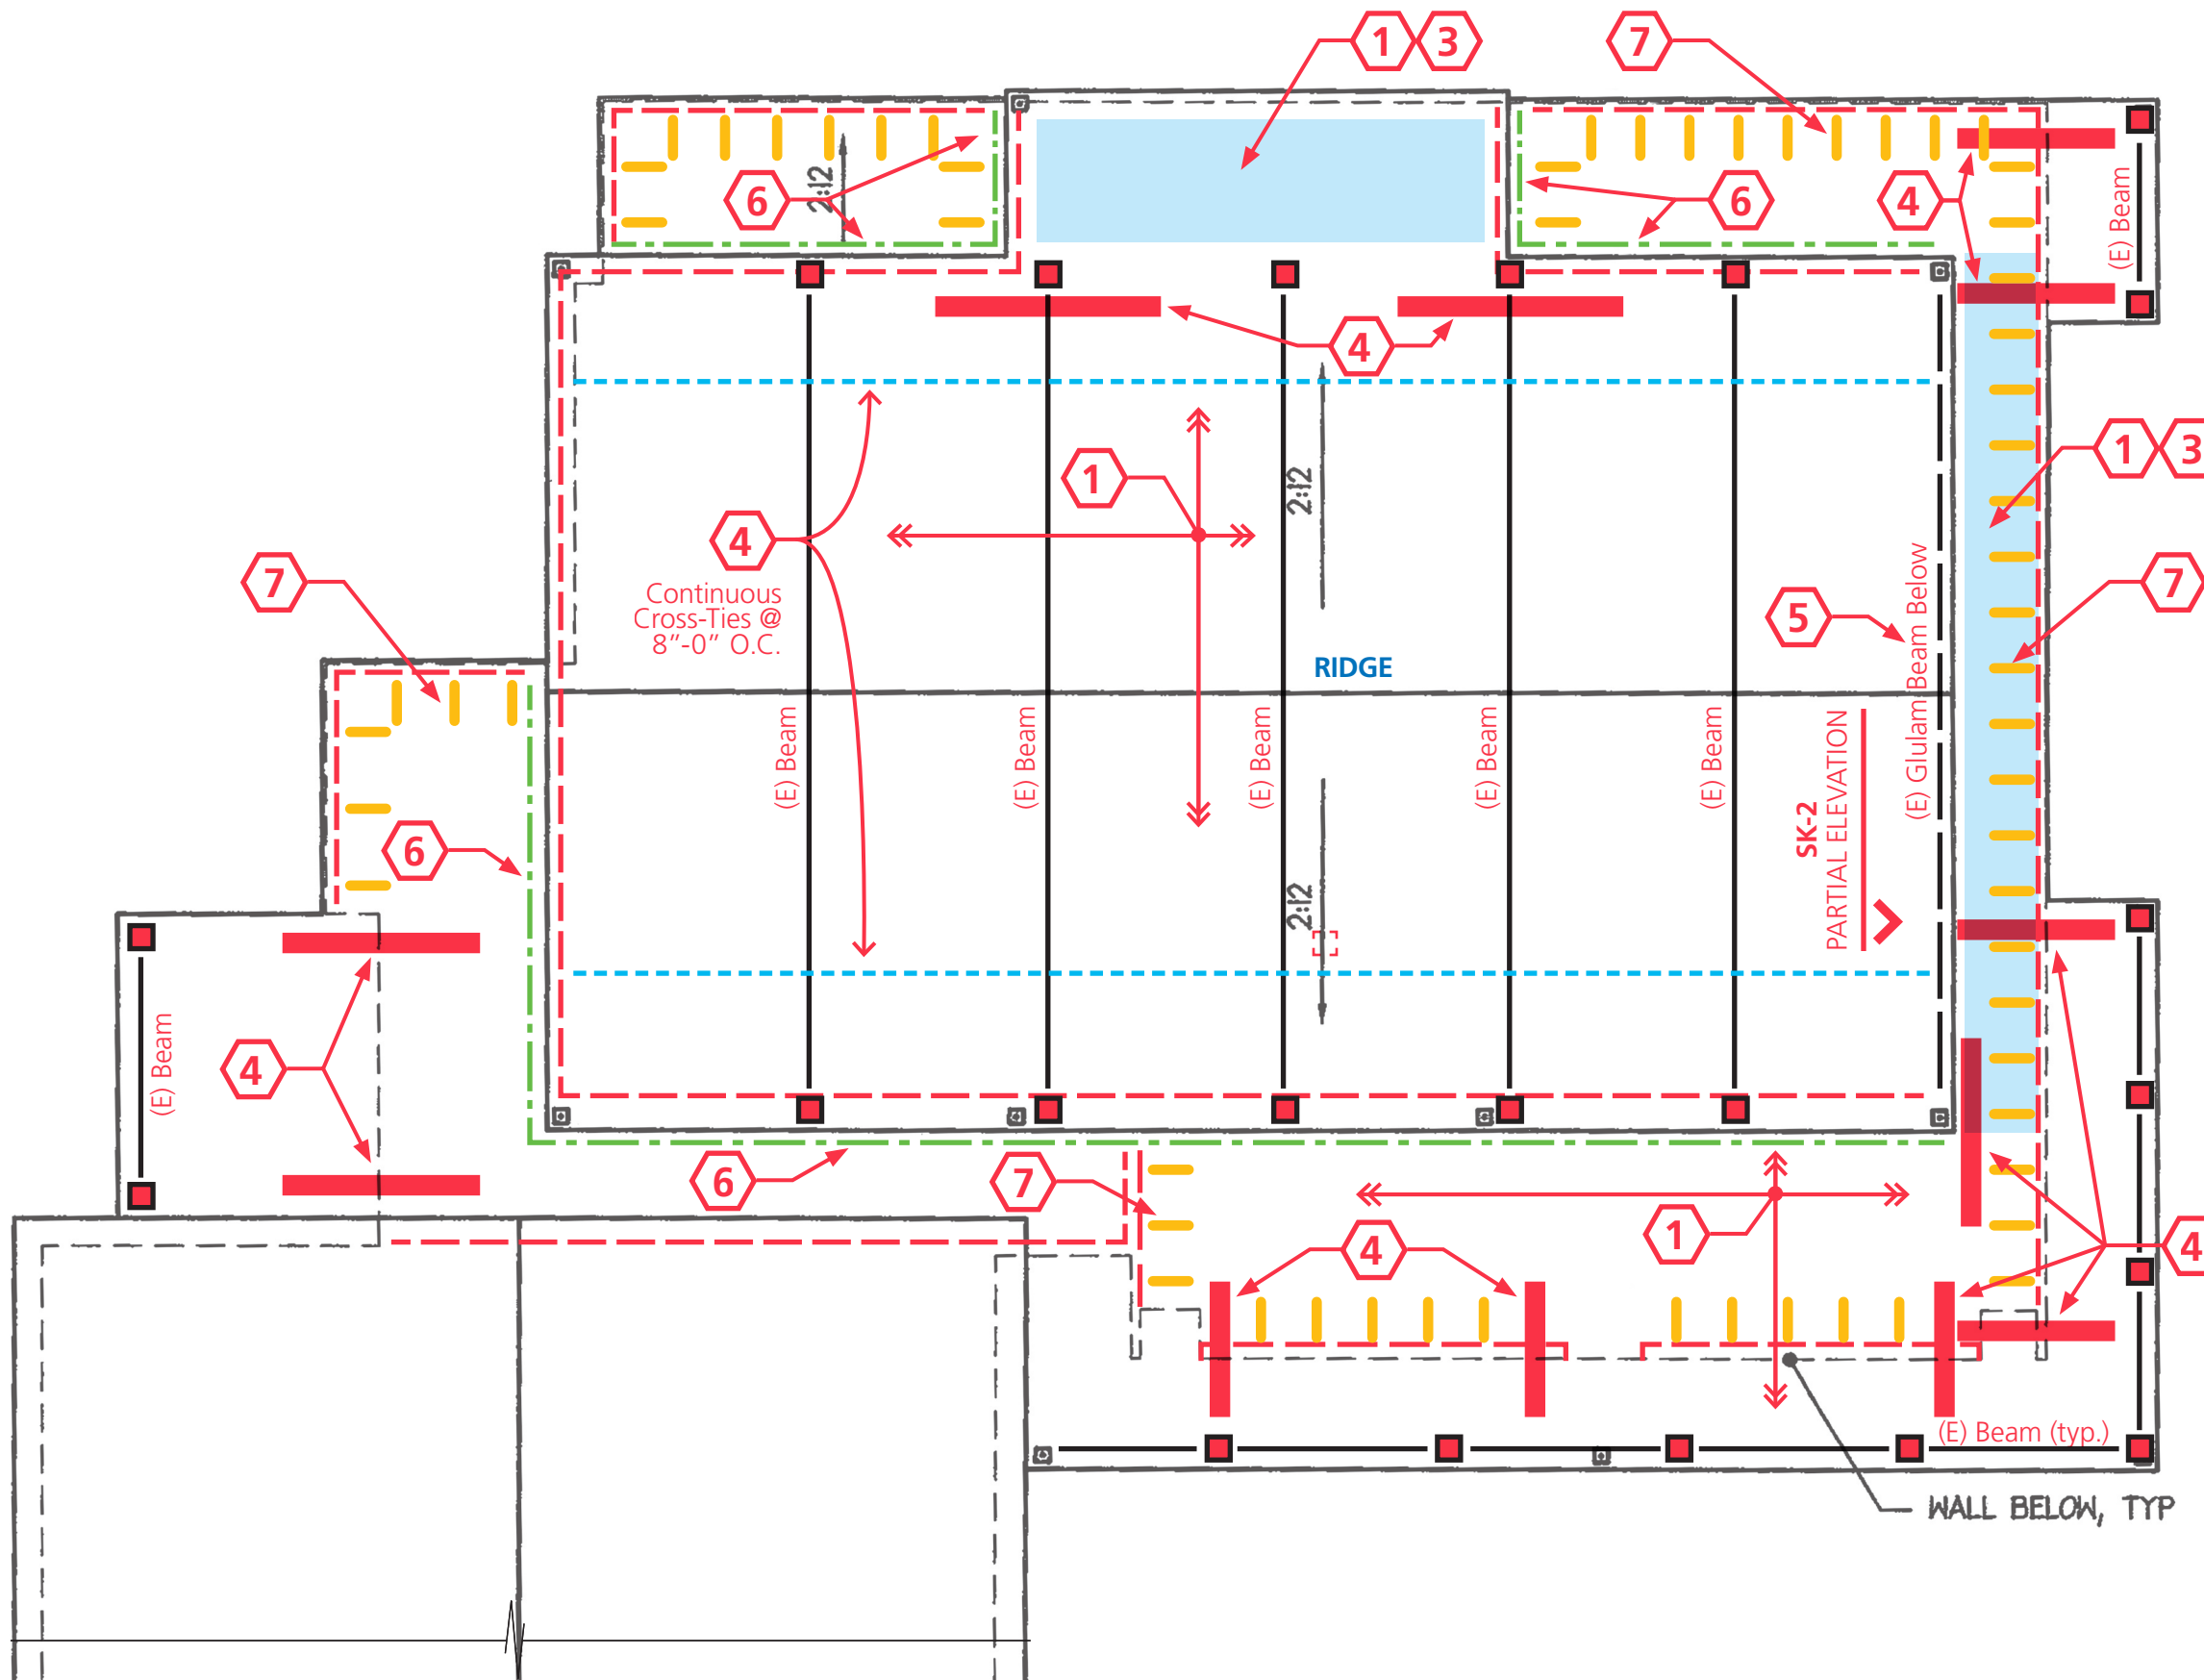 1
3
7
2:12
6
6
4
(E) Beam
4
1
2:12
1
3
4
Continuous
Cross-Ties @
8”-0” O.C.
7
5
(E) Glulam Beam Below
7
RIDGE
(E) Beam
(E) Beam
(E) Beam
(E) Beam
(E) Beam
SK-2
PARTIAL ELEVATION
6
2:12
4
(E) Beam
6
7
4
1
4
(E) Beam (typ.)
WALL BELOW, TYP